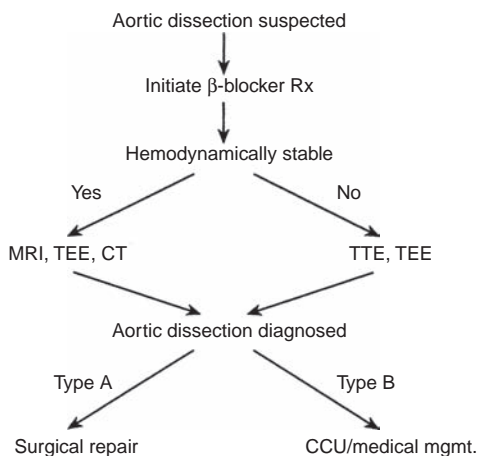 Aortic dissection suspected
Initiate β-blocker Rx
Hemodynamically stable
Yes
No
MRI, TEE, CT
TTE, TEE
Aortic dissection diagnosed
Type A
Type B
Surgical repair
CCU/medical mgmt.